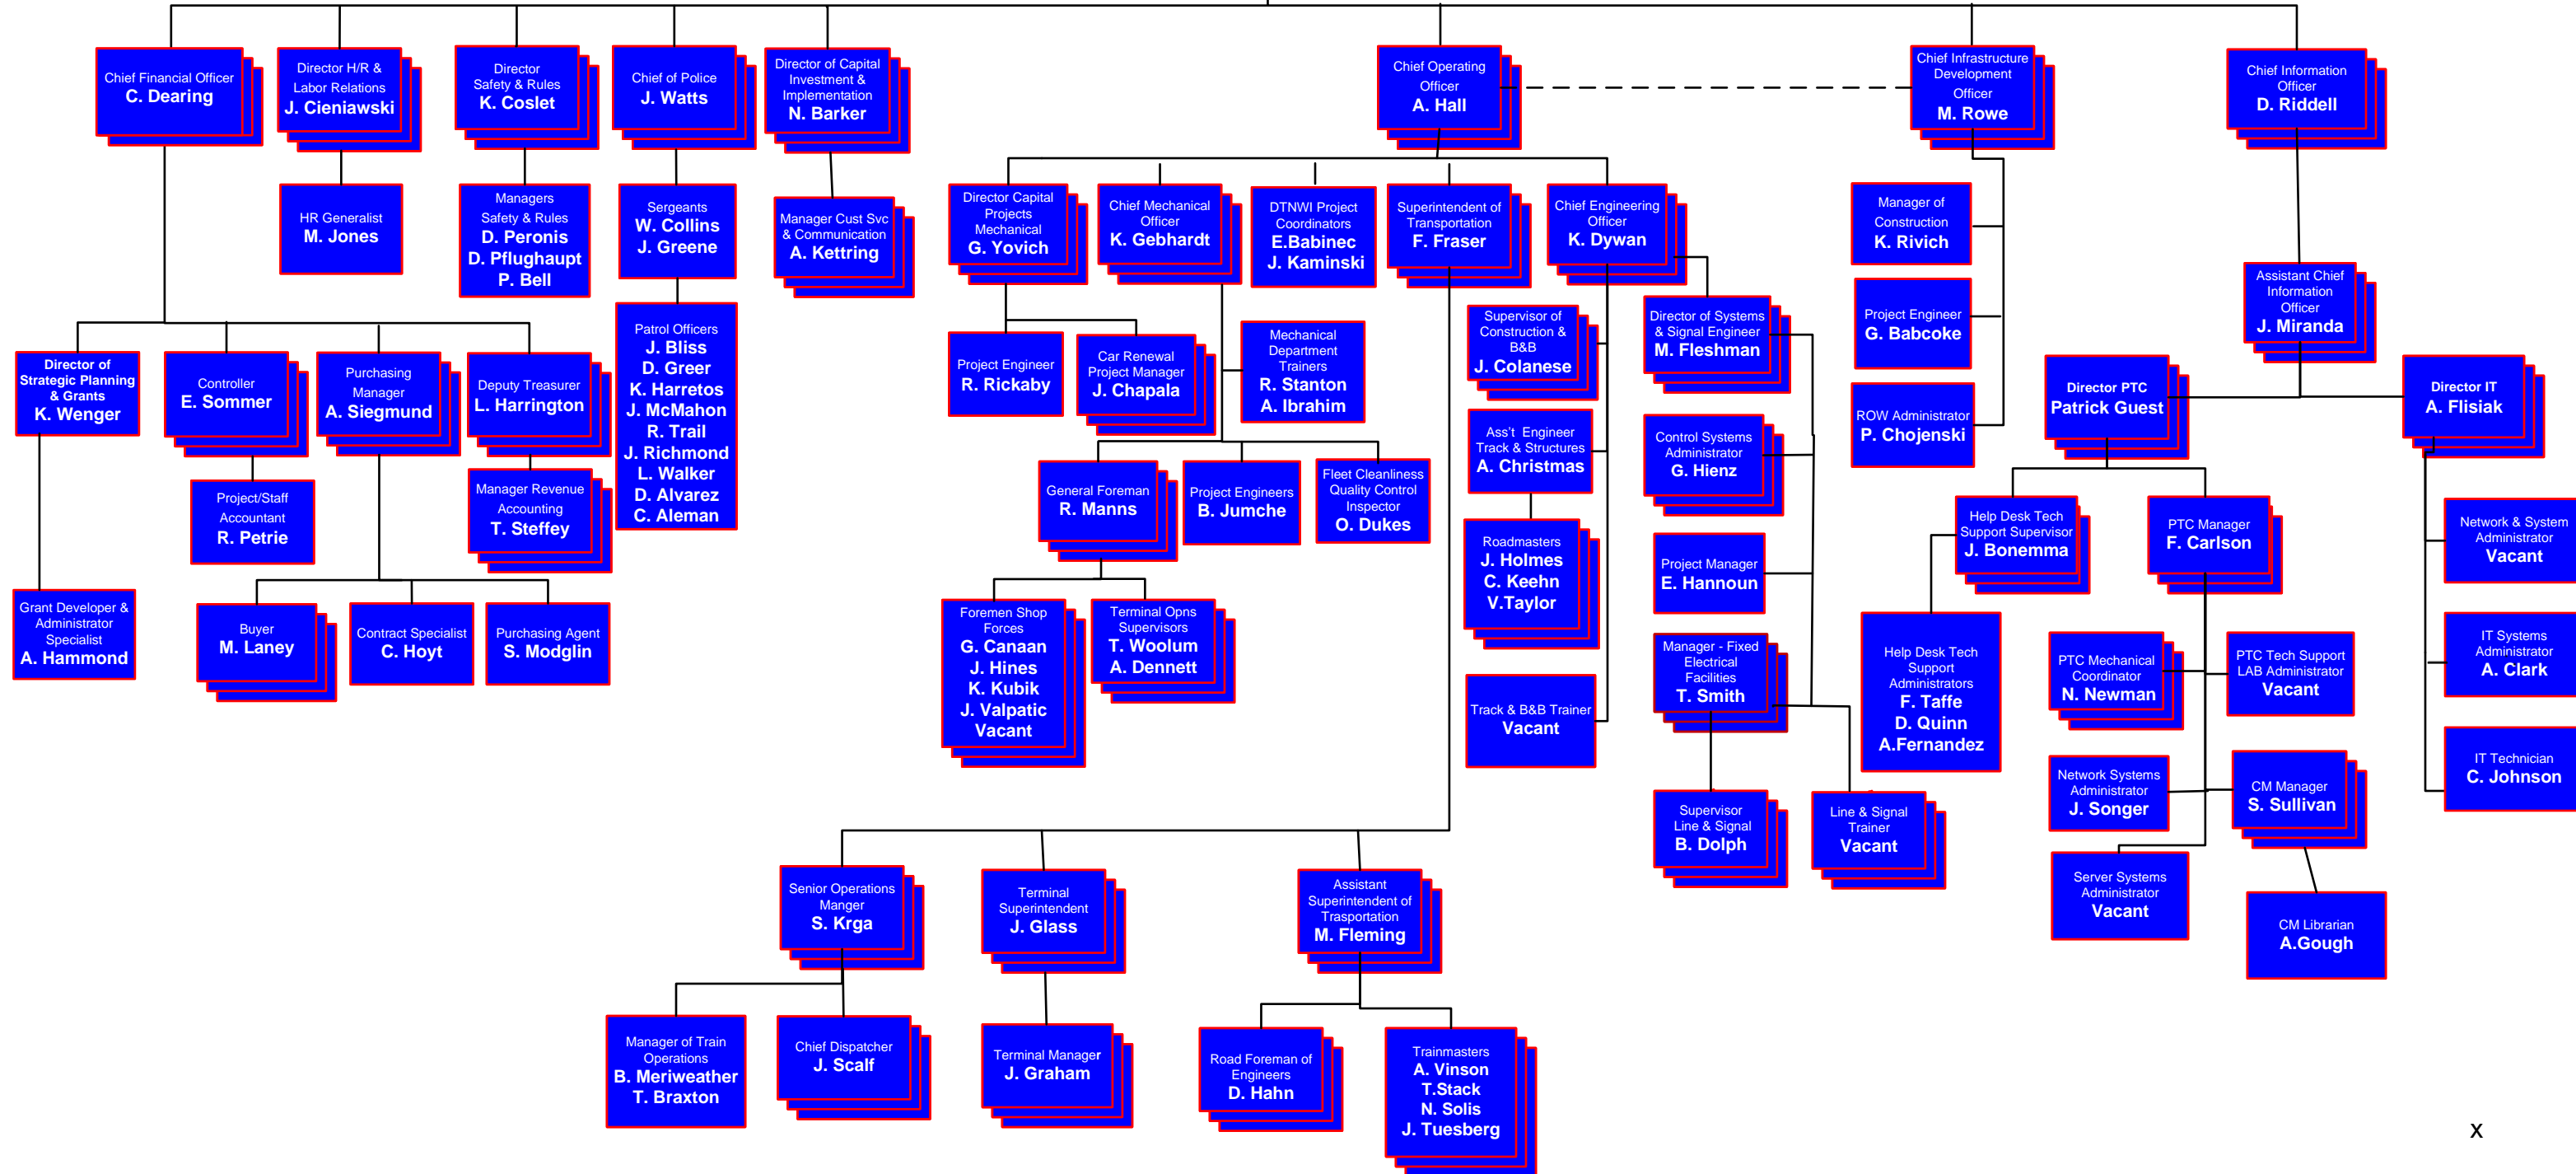 Chief Financial Officer
C. Dearing
Director H/R &
Labor Relations
J. Cieniawski
Director
Safety & Rules
K. Coslet
Chief of Police
J. Watts
Director of Capital
Investment &
Implementation
N. Barker
Chief Operating
Officer
A. Hall
Chief Infrastructure
Development
Officer
M. Rowe
Chief Information
Officer
D. Riddell
HR Generalist
M. Jones
Managers
Safety & Rules
D. Peronis
D. Pflughaupt
P. Bell
Sergeants
W. Collins
J. Greene
Manager Cust Svc
& Communication
A. Kettring
Director Capital
Projects
Mechanical
G. Yovich
Chief Mechanical
Officer
K. Gebhardt
DTNWI Project
Coordinators
E.Babinec
J. Kaminski
Superintendent of
Transportation
F. Fraser
Chief Engineering
Officer
K. Dywan
Manager of
Construction
K. Rivich
Assistant Chief
Information
Officer
J. Miranda
Project Engineer
G. Babcoke
ROW Administrator
P. Chojenski
Director of
Strategic Planning
& Grants
K. Wenger
Controller
E. Sommer
Purchasing
Manager
A. Siegmund
Deputy Treasurer
L. Harrington
Patrol Officers
J. Bliss
D. Greer
K. Harretos
J. McMahon
R. Trail
J. Richmond
L. Walker
D. Alvarez
C. Aleman
Project Engineer
R. Rickaby
Car Renewal
Project Manager
J. Chapala
Mechanical
Department
Trainers
R. Stanton
A. Ibrahim
Supervisor of
Construction &
B&B
J. Colanese
Director of Systems
& Signal Engineer
M. Fleshman
Director PTC
Patrick Guest
Director IT
A. Flisiak
Project/Staff
Accountant
R. Petrie
Manager Revenue
Accounting
T. Steffey
General Foreman
R. Manns
Project Engineers
B. Jumche
Fleet Cleanliness
Quality Control
Inspector
O. Dukes
Ass't Engineer
Track & Structures
A. Christmas
Control Systems
Administrator
G. Hienz
Help Desk Tech
Support Supervisor
J. Bonemma
PTC Manager
F. Carlson
Network & System
Administrator
Vacant
Roadmasters
J. Holmes
C. Keehn
V.Taylor
Project Manager
E. Hannoun
Grant Developer &
Administrator
Specialist
A. Hammond
Buyer
M. Laney
Contract Specialist
C. Hoyt
Purchasing Agent
S. Modglin
Foremen Shop
Forces
G. Canaan
J. Hines
K. Kubik
J. Valpatic
Vacant
Terminal Opns
Supervisors
T. Woolum
A. Dennett
Track & B&B Trainer
Vacant
Manager - Fixed
Electrical
Facilities
T. Smith
Help Desk Tech
Support
Administrators
F. Taffe
D. Quinn
A.Fernandez
PTC Mechanical
Coordinator
N. Newman
PTC Tech Support
LAB Administrator
Vacant
IT Systems
Administrator
A. Clark
Network Systems
Administrator
J. Songer
CM Manager
S. Sullivan
IT Technician
C. Johnson
Supervisor
Line & Signal
B. Dolph
Line & Signal
Trainer
Vacant
Server Systems
Administrator
Vacant
CM Librarian
A.Gough
Senior Operations
Manger
S. Krga
Terminal
Superintendent
J. Glass
Assistant
Superintendent of
Trasportation
M. Fleming
Manager of Train
Operations
B. Meriweather
T. Braxton
Chief Dispatcher
J. Scalf
Terminal Manager
J. Graham
Road Foreman of
Engineers
D. Hahn
Trainmasters
A. Vinson
T.Stack
N. Solis
J. Tuesberg
x